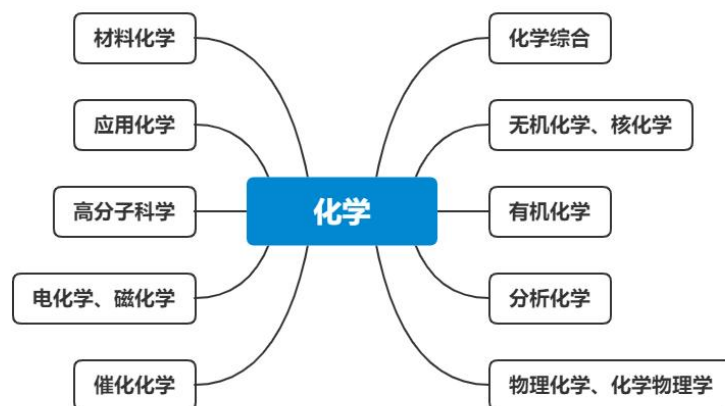 材料化学
应用化学
高分子科学
电化学、磁化学
催化化学
化学
化学综合
无机化学、核化学
有机化学
分析化学
物理化学、化学物理学